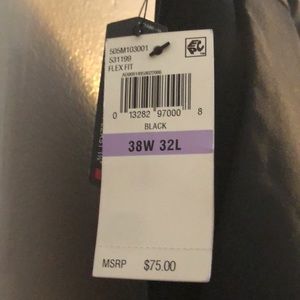 505M103001
S31199
FLEX FIT
0 13282 97000 8
BLACK
38W 32L
MSRP $75.00